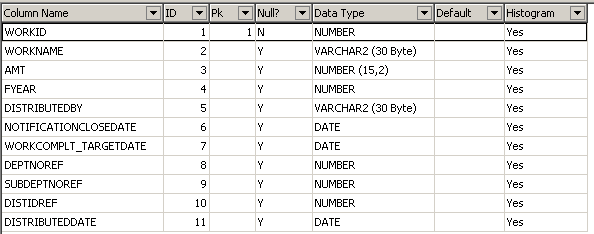 Column Name ID Pk Null? Data Type Default Histogram
WORKID 1 1 N NUMBER Yes
WORKNAME 2 Y VARCHAR2 (30 Byte) Yes
AMT 3 Y NUMBER (15,2) Yes
FYEAR 4 Y NUMBER Yes
DISTRIBUTEDBY 5 Y VARCHAR2 (30 Byte) Yes
NOTIFICATIONCLOSEDATE 6 Y DATE Yes
WORKCOMPLT_TARGETDATE 7 Y DATE Yes
DEPTNOREF 8 Y NUMBER Yes
SUBDEPTNOREF 9 Y NUMBER Yes
DISTIDREF 10 Y NUMBER Yes
DISTRIBUTEDDATE 11 Y DATE Yes